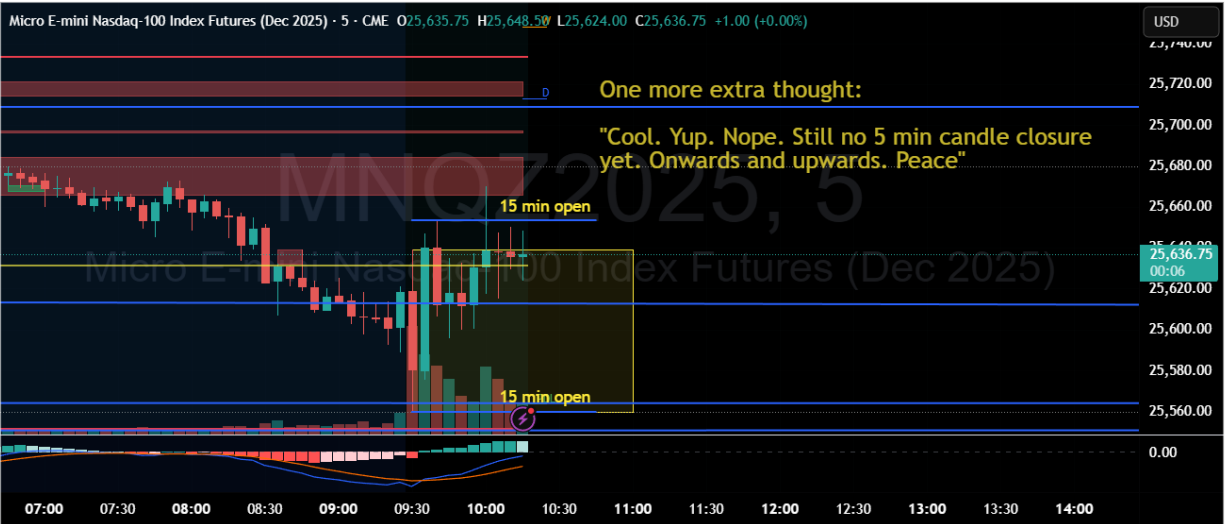 Micro E-mini Nasdaq-100 Index Futures (Dec 2025) · 5 · CME O25,635.75 H25,648.50 L25,624.00 C25,636.75 +1.00 (+0.00%)
USD
25,740.00
25,720.00
25,700.00
25,680.00
25,660.00
25,640.00
25,636.75
00:06
25,620.00
25,600.00
25,580.00
25,560.00
0.00
D
One more extra thought:
"Cool. Yup. Nope. Still no 5 min candle closure
yet. Onwards and upwards. Peace"
MNQZ2025, 5
Micro E-mini Nasdaq-100 Index Futures (Dec 2025)
15 min open
15 min open
07:00 07:30 08:00 08:30 09:00 09:30 10:00 10:30 11:00 11:30 12:00 12:30 13:00 13:30 14:00